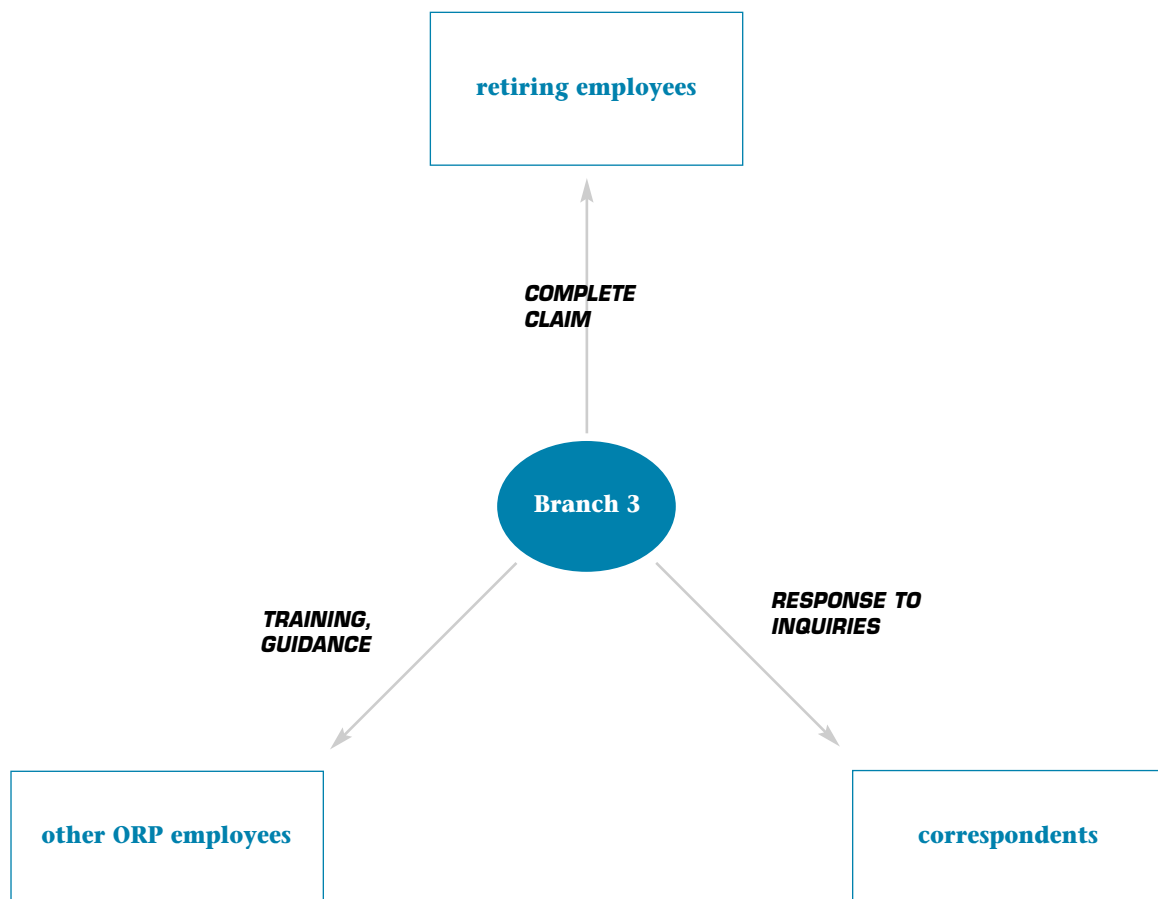 retiring employees
COMPLETE
CLAIM
Branch 3
TRAINING,
GUIDANCE
RESPONSE TO
INQUIRIES
other ORP employees
correspondents